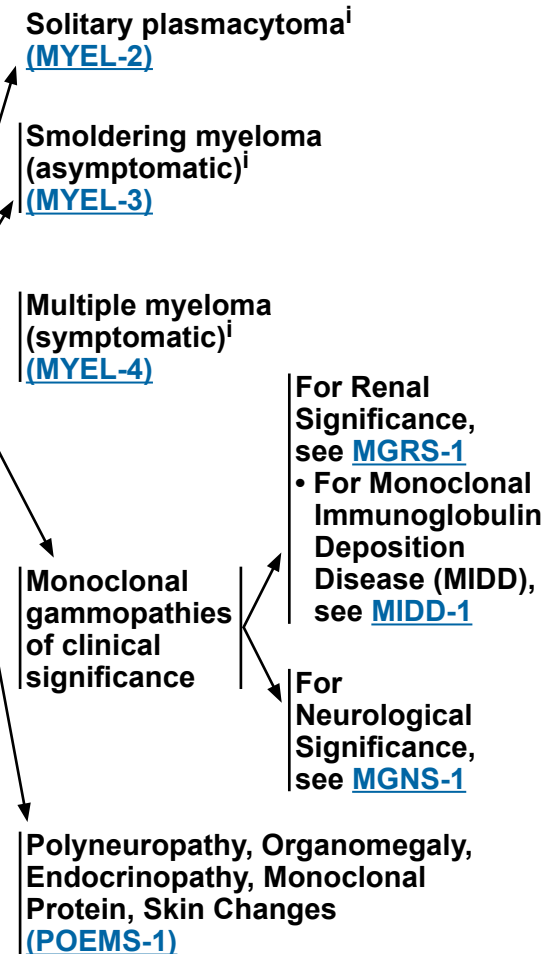 Solitary plasmacytomaⁱ
(MYEL-2)
Smoldering myeloma
(asymptomatic)ⁱ
(MYEL-3)
Multiple myeloma
(symptomatic)ⁱ
(MYEL-4)
For Renal
Significance,
see MGRS-1
• For Monoclonal
Immunoglobulin
Deposition
Disease (MIDD),
see MIDD-1
Monoclonal
gammopathies
of clinical
significance
For
Neurological
Significance,
see MGNS-1
Polyneuropathy, Organomegaly,
Endocrinopathy, Monoclonal
Protein, Skin Changes
(POEMS-1)